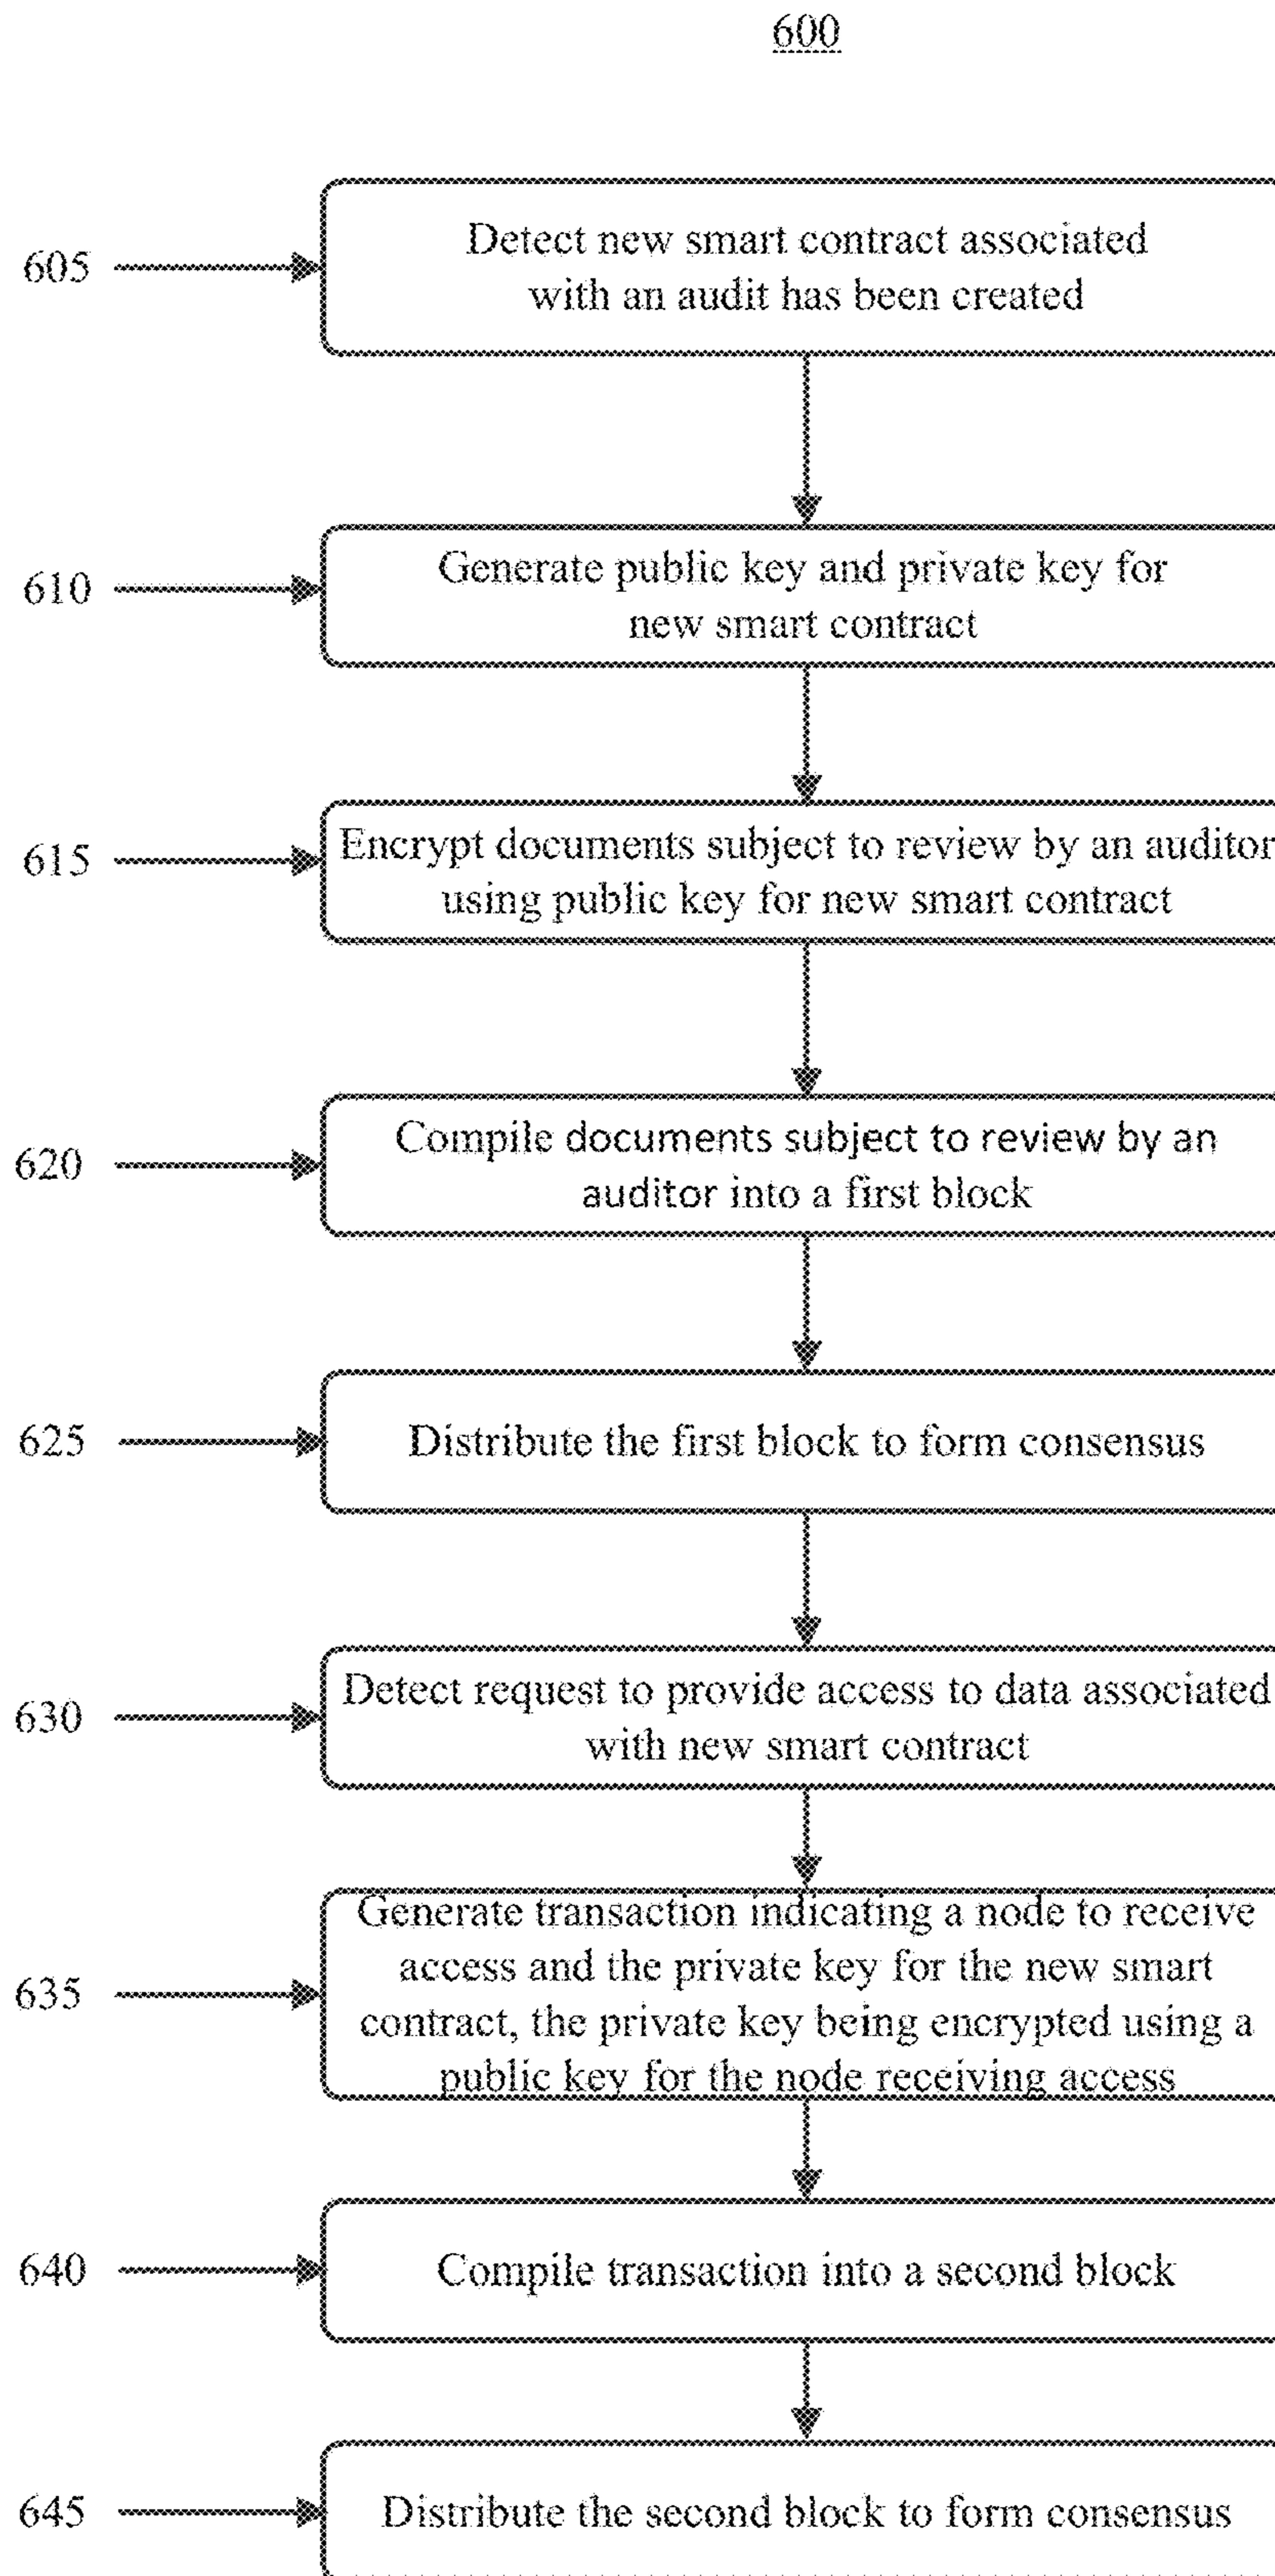 600
605
Detect new smart contract associated
with an audit has been created
610
Generate public key and private key for
new smart contract
615
Encrypt documents subject to review by an auditor
using public key for new smart contract
620
Compile documents subject to review by an
auditor into a first block
625
Distribute the first block to form consensus
630
Detect request to provide access to data associated
with new smart contract
635
Generate transaction indicating a node to receive
access and the private key for the new smart
contract, the private key being encrypted using a
public key for the node receiving access
640
Compile transaction into a second block
645
Distribute the second block to form consensus